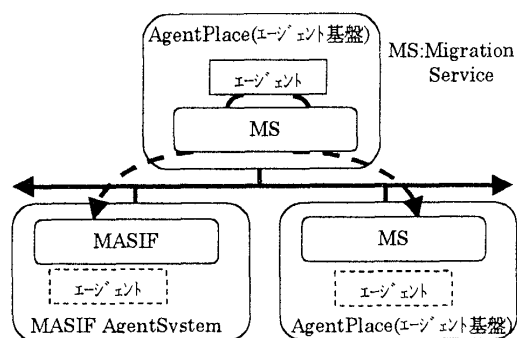 AgentPlace(ｴｰｼﾞｪﾝﾄ基盤)
MS:Migration
Service
ｴｰｼﾞｪﾝﾄ
MS
MASIF
MS
ｴｰｼﾞｪﾝﾄ
ｴｰｼﾞｪﾝﾄ
MASIF AgentSystem
AgentPlace(ｴｰｼﾞｪﾝﾄ基盤)